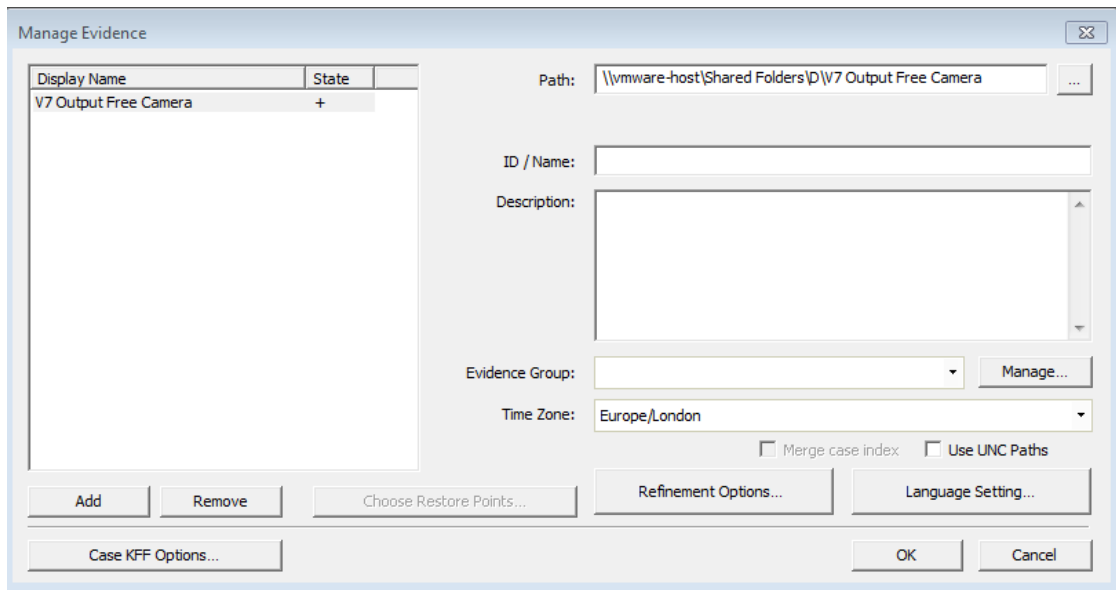 Manage Evidence
Display Name State
V7 Output Free Camera +
Path: \\vmware-host\Shared Folders\D\V7 Output Free Camera ...
ID / Name:
Description:
Evidence Group: Manage...
Time Zone: Europe/London
Merge case index Use UNC Paths
Add Remove Choose Restore Points... Refinement Options... Language Setting...
Case KFF Options... OK Cancel